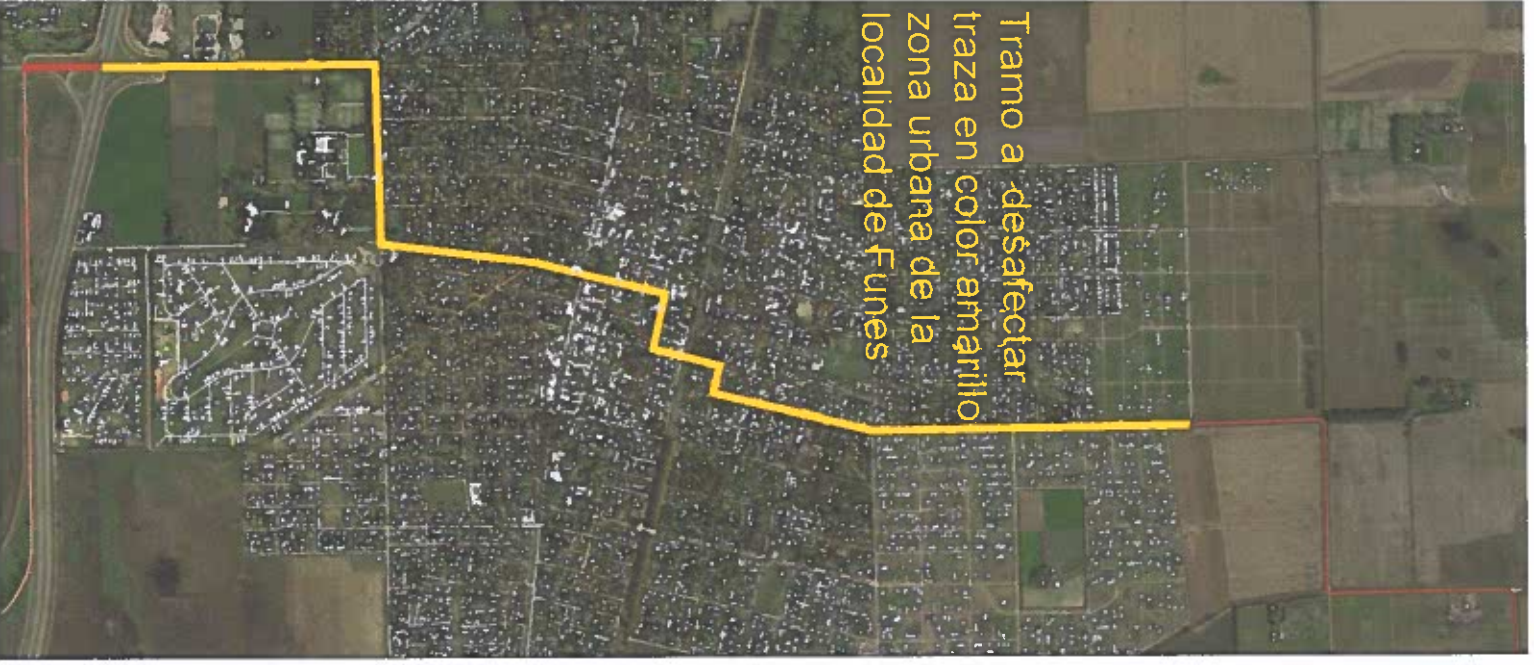 Tramo a desafectar
traza en color amarillo
zona urbana de la
localidad de Funes